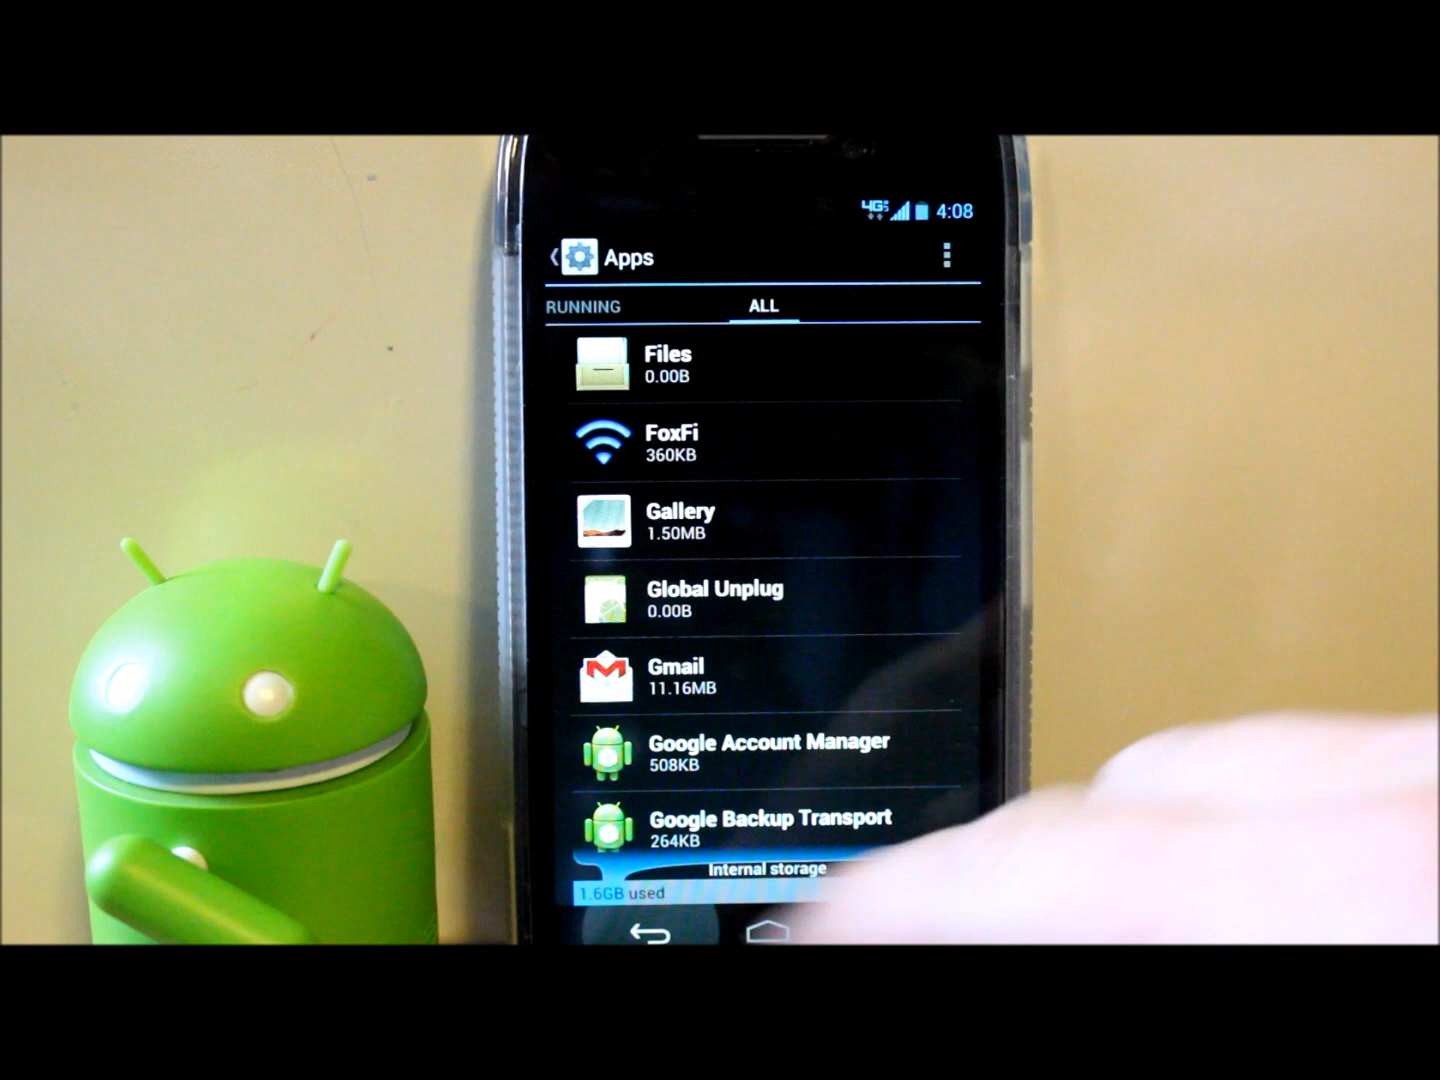 4G 4:08
Apps
RUNNING ALL
Files
0.00B
FoxFi
360KB
Gallery
1.50MB
Global Unplug
0.00B
Gmail
11.16MB
Google Account Manager
508KB
Google Backup Transport
264KB
Internal storage
1.6GB used